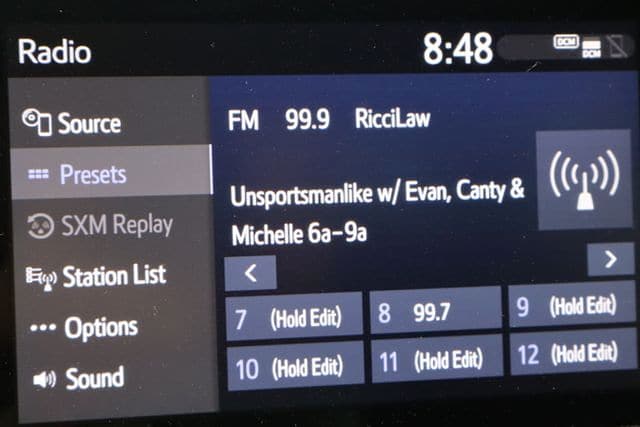 Radio 8:48 DCM DCM
Source
Presets
SXM Replay
Station List
Options
Sound
FM 99.9 RicciLaw
Unsportsmanlike w/ Evan, Canty &
Michelle 6a-9a
< >
7 (Hold Edit) 8 99.7 9 (Hold Edit)
10 (Hold Edit) 11 (Hold Edit) 12 (Hold Edit)